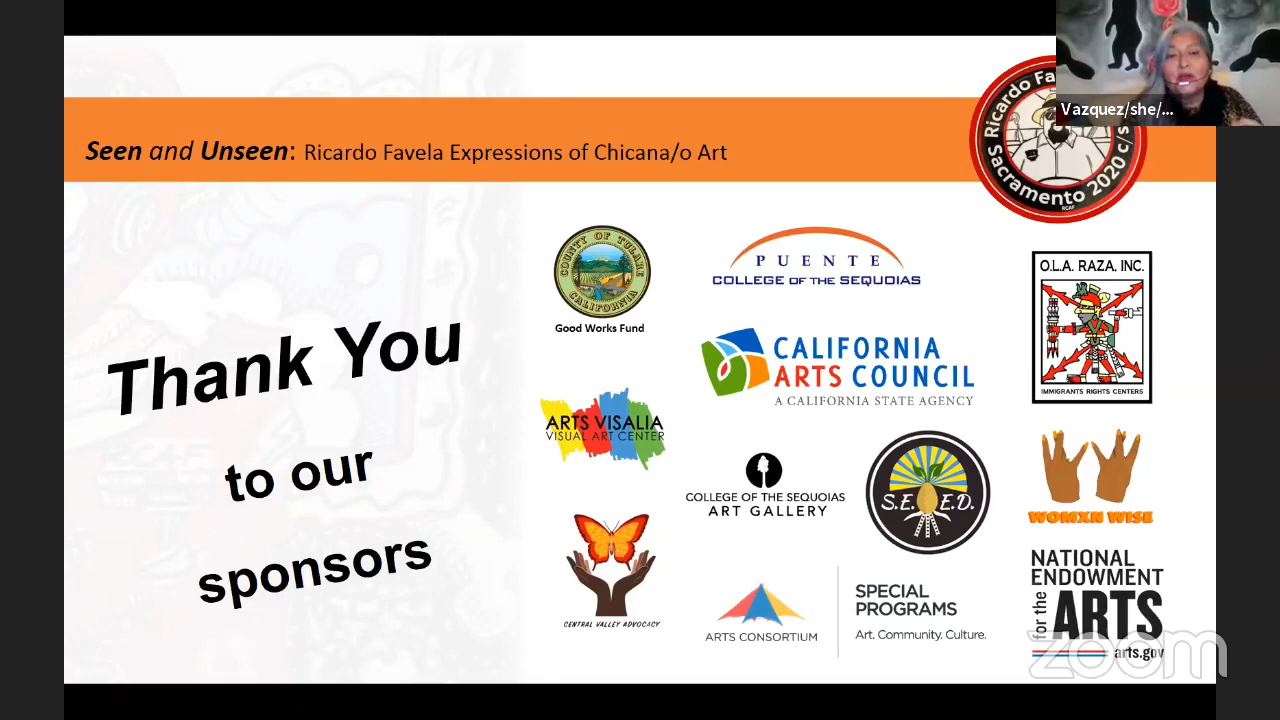 Vazquez/she/...
Seen and Unseen: Ricardo Favela Expressions of Chicana/o Art
Ricardo Fa
Sacramento 2020 c/s
RCAF
Thank You
to our
sponsors
COUNTY OF TULARE
CALIFORNIA
Good Works Fund
PUENTE
COLLEGE OF THE SEQUOIAS
O.L.A. RAZA, INC.
IMMIGRANTS RIGHTS CENTERS
CALIFORNIA
ARTS COUNCIL
A CALIFORNIA STATE AGENCY
ARTS VISALIA
VISUAL ART CENTER
COLLEGE OF THE SEQUOIAS
ART GALLERY
S.E.E.D.
WOMXN WISE
CENTRAL VALLEY ADVOCACY
ARTS CONSORTIUM
SPECIAL
PROGRAMS
Art. Community. Culture.
NATIONAL
ENDOWMENT
for the
ARTS
arts.gov
zoom